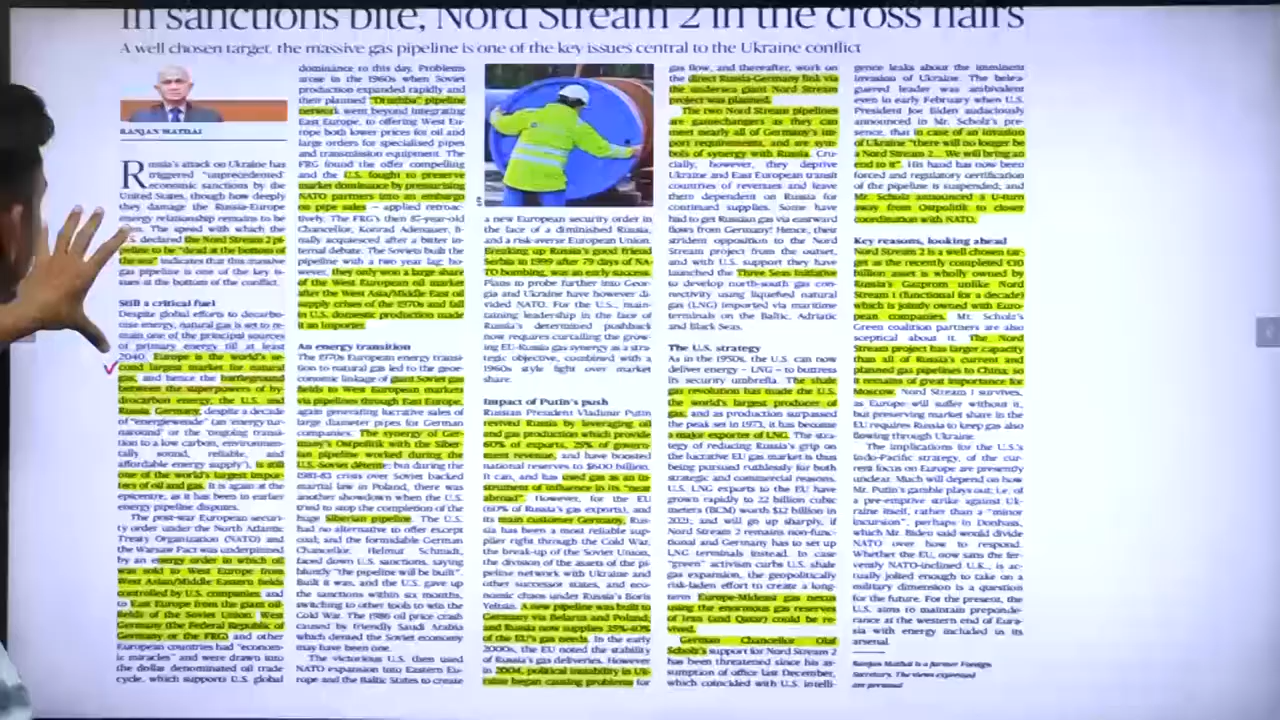 In sanctions bite, Nord Stream 2 in the cross hairs
A well chosen target, the massive gas pipeline is one of the key issues central to the Ukraine conflict
RANJAN MATHAI
Russia's attack on Ukraine has
triggered "unprecedented"
economic sanctions by the
United States, though how deeply
they damage the Russia-Europe
energy relationship remains to be
The speed with which the
declared the Nord Stream 2 pi-
peline to be "dead at the bottom of
the sea" indicates that this massive
gas pipeline is one of the key is-
sues at the bottom of the conflict.
Still a critical fuel
Despite global efforts to decarbo-
nise energy, natural gas is set to re-
main one of the principal sources
of primary energy till at least
2040. Europe is the world's se-
cond largest market for natural
gas, and hence the battleground
between the superpowers of hy-
drocarbon energy, the U.S. and
Russia. Germany, despite a decade
of "energiewende" (an 'energy tur-
naround' or the 'ongoing transi-
tion to a low carbon, environmen-
tally sound, reliable, and
affordable energy supply'), is still
one of the world's largest impor-
ters of oil and gas. It is again at the
epicentre, as it has been in earlier
energy pipeline disputes.
The post-war European securi-
ty order under the North Atlantic
Treaty Organization (NATO) and
the Warsaw Pact was underpinned
by an energy order in which oil
was sold to West Europe from
West Asian/Middle Eastern fields
controlled by U.S. companies, and
to East Europe from the giant oil-
fields of the Soviet Union. West
Germany (the Federal Republic of
Germany or the FRG) and other
European countries had "econom-
ic miracles" and were drawn into
the dollar denominated oil trade
cycle, which supports U.S. global
dominance to this day. Problems
arose in the 1960s when Soviet
production expanded rapidly and
their planned "Druzhba" pipeline
network went beyond integrating
East Europe, to offering West Eu-
rope both lower prices for oil and
large orders for specialised pipes
and transmission equipment. The
FRG found the offer compelling
and the U.S. fought to preserve
market dominance by pressurising
NATO partners into an embargo
on pipe sales – applied retroac-
tively. The FRG's then 87-year-old
Chancellor, Konrad Adenauer, fi-
nally acquiesced after a bitter in-
ternal debate. The Soviets built the
pipeline with a two year lag; ho-
wever, they only won a large share
of the West European oil market
after the West Asia/Middle East oil
supply crises of the 1970s and fall
in U.S. domestic production made
it an importer.
An energy transition
The 1970s European energy transi-
tion to natural gas led to the geoe-
conomic linkage of giant Soviet gas
fields to West European markets
via pipelines through East Europe,
again generating lucrative sales of
large diameter pipes for German
companies. The synergy of Ger-
many's Ostpolitik with the Siber-
ian pipeline worked during the
U.S.-Soviet détente; but during the
1981-83 crisis over Soviet backed
martial law in Poland, there was
another showdown when the U.S.
tried to stop the completion of the
huge Siberian pipeline. The U.S.
had no alternative to offer except
coal; and the formidable German
Chancellor, Helmut Schmidt,
faced down U.S. sanctions, saying
bluntly "the pipeline will be built".
Built it was, and the U.S. gave up
the sanctions within six months,
switching to other tools to win the
Cold War. The 1986 oil price crash
caused by friendly Saudi Arabia
which denied the Soviet economy
may have been one.
The victorious U.S. then used
NATO expansion into Eastern Eu-
rope and the Baltic States to create
a new European security order in
the face of a diminished Russia,
and a risk-averse European Union.
Breaking up Russia's good friend
Serbia in 1999 after 79 days of NA-
TO bombing, was an early success.
Plans to probe further into Geor-
gia and Ukraine have however di-
vided NATO. For the U.S., main-
taining leadership in the face of
Russia's determined pushback
now requires curtailing the grow-
ing EU-Russia gas synergy as a stra-
tegic objective, combined with a
1960s style fight over market
share.
Impact of Putin's push
Russian President Vladimir Putin
revived Russia by leveraging oil
and gas production which provide
60% of exports, 25% of govern-
ment revenue, and have boosted
national reserves to $600 billion.
It can, and has used gas as an in-
strument of influence in its "near
abroad". However, for the EU
(60% of Russia's gas exports), and
its main customer Germany, Rus-
sia has been a most reliable sup-
plier right through the Cold War,
the break-up of the Soviet Union,
the division of the assets of the pi-
peline network with Ukraine and
other successor states, and eco-
nomic chaos under Russia's Boris
Yeltsin. A new pipeline was built to
Germany via Belarus and Poland;
and Russia now supplies 35%-40%
of the EU's gas needs. In the early
2000s, the EU noted the stability
of Russia's gas deliveries. However
in 2004, political instability in Uk-
raine began causing problems for
gas flow, and thereafter, work on
the direct Russia-Germany link via
the undersea giant Nord Stream
project was planned.
The two Nord Stream pipelines
are gamechangers as they can
meet nearly all of Germany's im-
port requirements, and are sym-
bols of synergy with Russia. Cru-
cially, however, they deprive
Ukraine and East European transit
countries of revenues and leave
them dependent on Russia for
continued supplies. Some have
had to get Russian gas via eastward
flows from Germany! Hence, their
strident opposition to the Nord
Stream project from the outset,
and with U.S. support they have
launched the Three Seas Initiative
to develop north-south gas con-
nectivity using liquefied natural
gas (LNG) imported via maritime
terminals on the Baltic, Adriatic
and Black Seas.
The U.S. strategy
As in the 1950s, the U.S. can now
deliver energy – LNG – to buttress
its security umbrella. The shale
gas revolution has made the U.S.
the world's largest producer of
gas, and as production surpassed
the peak set in 1973, it has become
a major exporter of LNG. The stra-
tegy of reducing Russia's grip on
the lucrative EU gas market is thus
being pursued ruthlessly for both
strategic and commercial reasons.
U.S. LNG exports to the EU have
grown rapidly to 22 billion cubic
meters (BCM) worth $12 billion in
2021; and will go up sharply, if
Nord Stream 2 remains non-func-
tional and Germany has to set up
LNG terminals instead. In case
"green" activism curbs U.S. shale
gas expansion, the geopolitically
risk-laden effort to create a long-
term Europe-Mideast gas nexus
using the enormous gas reserves
of Iran (and Qatar) could be re-
vived.
German Chancellor Olaf
Scholz's support for Nord Stream 2
has been threatened since his as-
sumption of office last December,
which coincided with U.S. intelli-
gence leaks about the imminent
invasion of Ukraine. The belea-
guered leader was ambivalent
even in early February when U.S.
President Joe Biden audaciously
announced in Mr. Scholz's pre-
sence, that in case of an invasion
of Ukraine "there will no longer be
a Nord Stream 2... We will bring an
end to it". His hand has now been
forced and regulatory certification
of the pipeline is suspended; and
Mr. Scholz announced a U-turn
away from Ostpolitik to closer
coordination with NATO.
Key reasons, looking ahead
Nord Stream 2 is a well chosen tar-
get as the recently completed €10
billion asset is wholly owned by
Russia's Gazprom unlike Nord
Stream 1 (functional for a decade)
which is jointly owned with Euro-
pean companies. Mr. Scholz's
Green coalition partners are also
sceptical about it. The Nord
Stream project has larger capacity
than all of Russia's current and
planned gas pipelines to China; so
it remains of great importance for
Moscow. Nord Stream 1 survives,
as Europe will suffer without it,
but preserving market share in the
EU requires Russia to keep gas also
flowing through Ukraine.
The implications for the U.S.'s
Indo-Pacific strategy, of the cur-
rent focus on Europe are presently
unclear. Much will depend on how
Mr. Putin's gamble plays out; i.e. of
a pre-emptive strike against Uk-
raine itself, rather than a "minor
incursion", perhaps in Donbash,
which Mr. Biden said would divide
NATO over how to respond.
Whether the EU, now sans the fer-
vently NATO-inclined U.K., is ac-
tually jolted enough to take on a
military dimension is a question
for the future. For the present, the
U.S. aims to maintain preponde-
rance at the western end of Eura-
sia with energy included in its
arsenal.
Ranjan Mathai is a former Foreign
Secretary. The views expressed
are personal